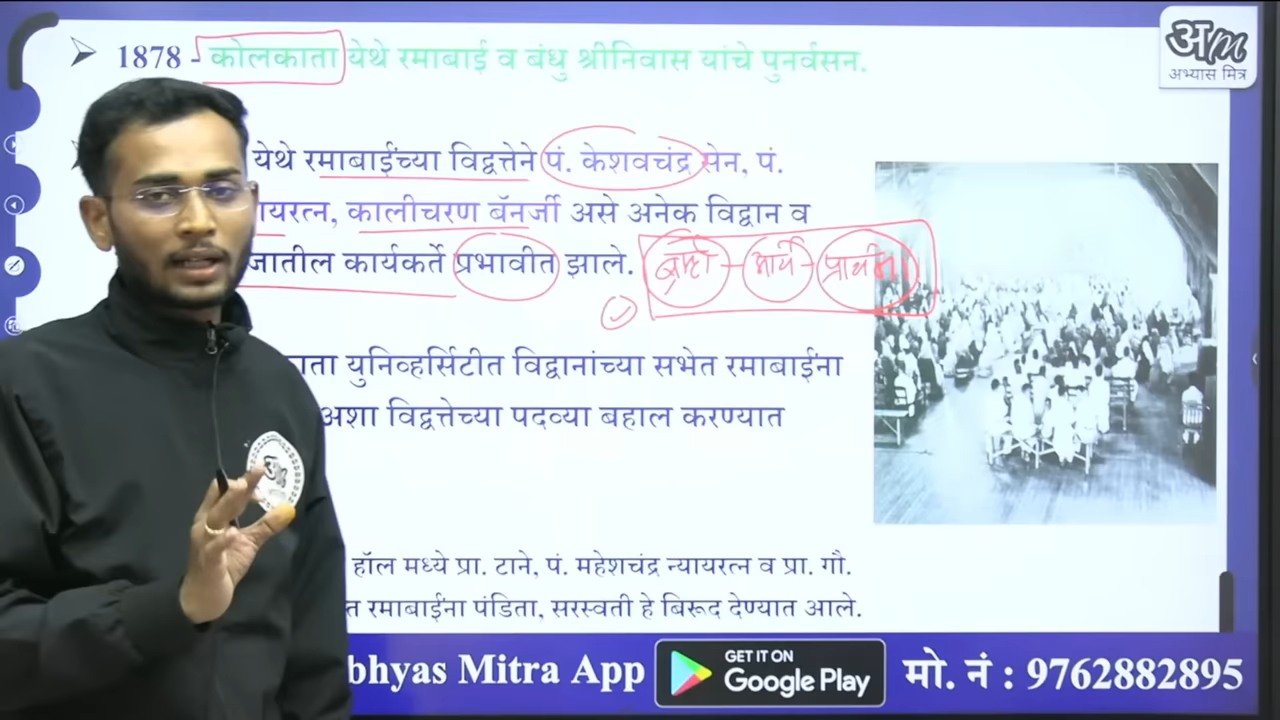 1878 - कोलकाता येथे रमाबाई व बंधु श्रीनिवास यांचे पुनर्वसन.
अm
अभ्यास मित्र
येथे रमाबाईंच्या विद्वत्तेने पं. केशवचंद्र सेन, पं.
यरत्न, कालीचरण बॅनर्जी असे अनेक विद्वान व
जातील कार्यकर्ते प्रभावीत झाले.
ब्राम्हो - आर्य - प्रार्थना
ता युनिव्हर्सिटीत विद्वानांच्या सभेत रमाबाईंना
अशा विद्वत्तेच्या पदव्या बहाल करण्यात
हॉल मध्ये प्रा. टाने, पं. महेशचंद्र न्यायरत्न व प्रा. गौ.
त रमाबाईंना पंडिता, सरस्वती हे बिरूद देण्यात आले.
bhyas Mitra App
GET IT ON
Google Play
मो. नं : 9762882895